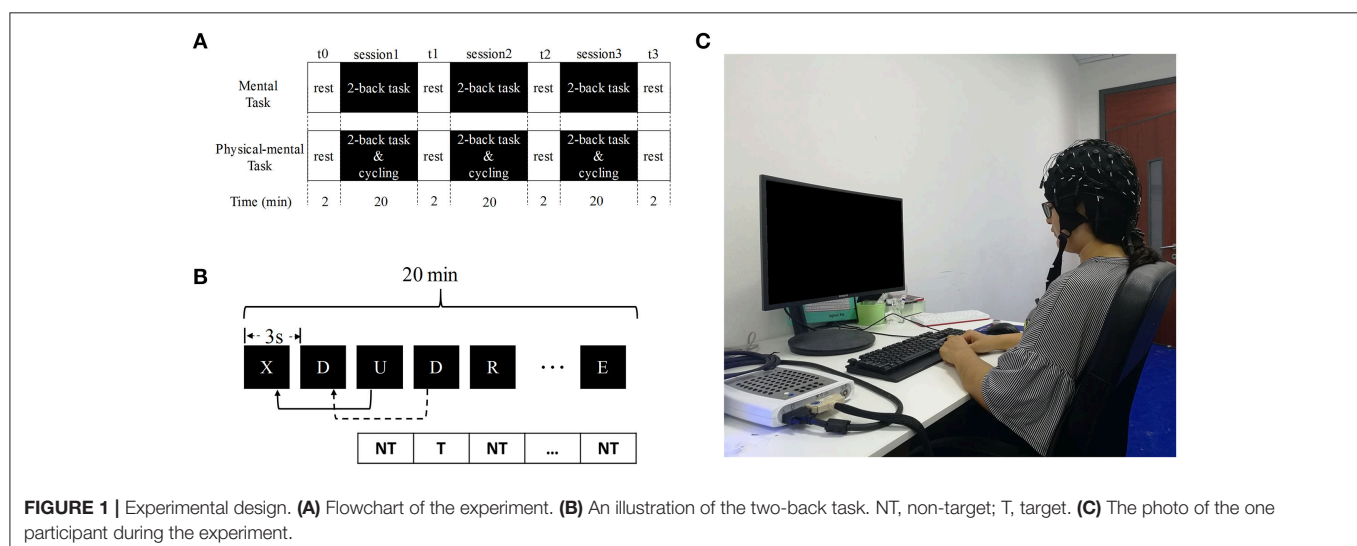 A
t0 session1 t1 session2 t2 session3 t3
Mental
Task
rest 2-back task rest 2-back task rest 2-back task rest
Physical-mental
Task
rest 2-back task & cycling rest 2-back task & cycling rest 2-back task & cycling rest
Time (min) 2 20 2 20 2 20 2
B
20 min
3s
X D U D R ··· E
NT T NT ... NT
C
FIGURE 1 | Experimental design. (A) Flowchart of the experiment. (B) An illustration of the two-back task. NT, non-target; T, target. (C) The photo of the one
participant during the experiment.